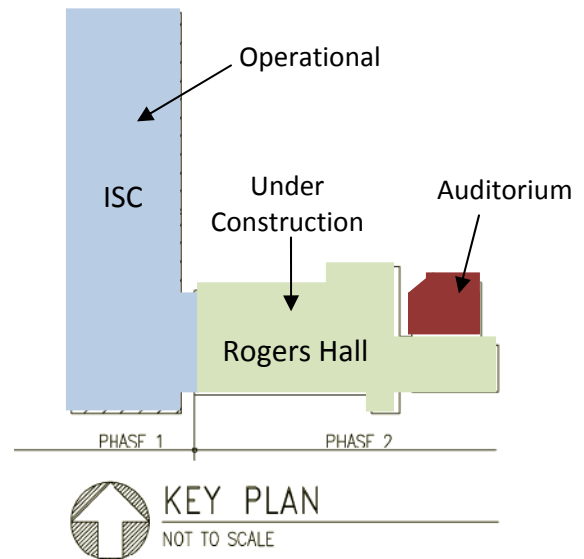 Operational
ISC
Under
Construction
Auditorium
Rogers Hall
PHASE 1
PHASE 2
KEY PLAN
NOT TO SCALE